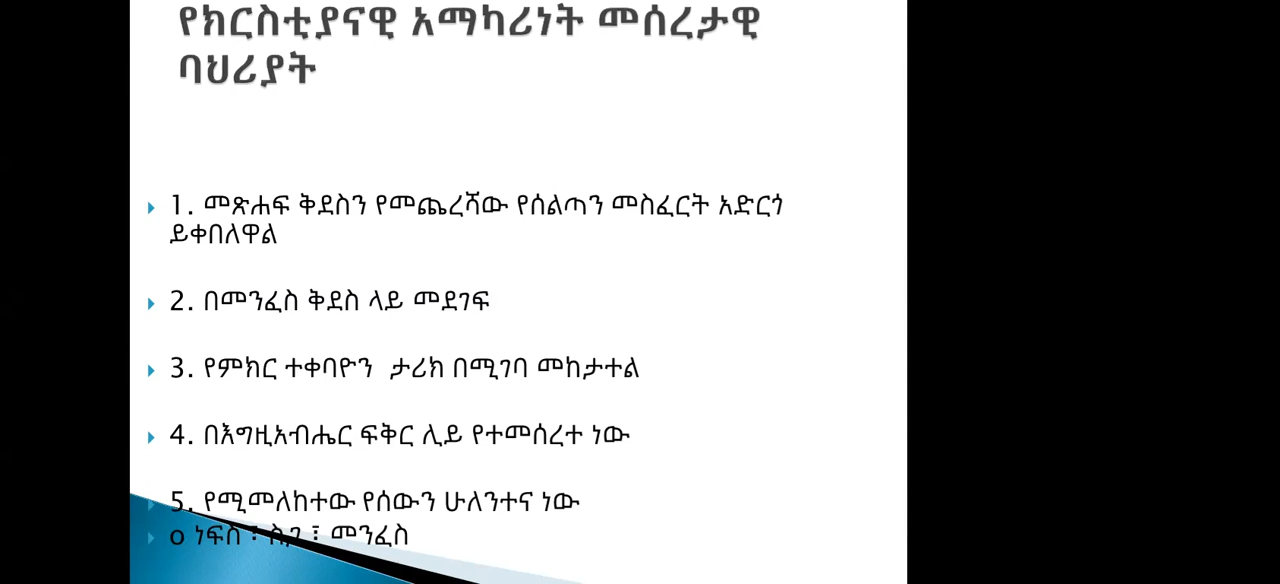 የክርስቲያናዊ አማካሪነት መሰረታዊ
ባህሪያት
1. መጽሐፍ ቅደስን የመጨረሻው የሰልጣን መስፈርት አድርጎ
ይቀበለዋል
2. በመንፈስ ቅደስ ላይ መደገፍ
3. የምክር ተቀባዮን ታሪክ በሚገባ መከታተል
4. በእግዚአብሔር ፍቅር ሊይ የተመሰረተ ነው
5. የሚመለከተው የሰውን ሁለንተና ነው
o ነፍስ ፣ ስጋ ፣ መንፈስ